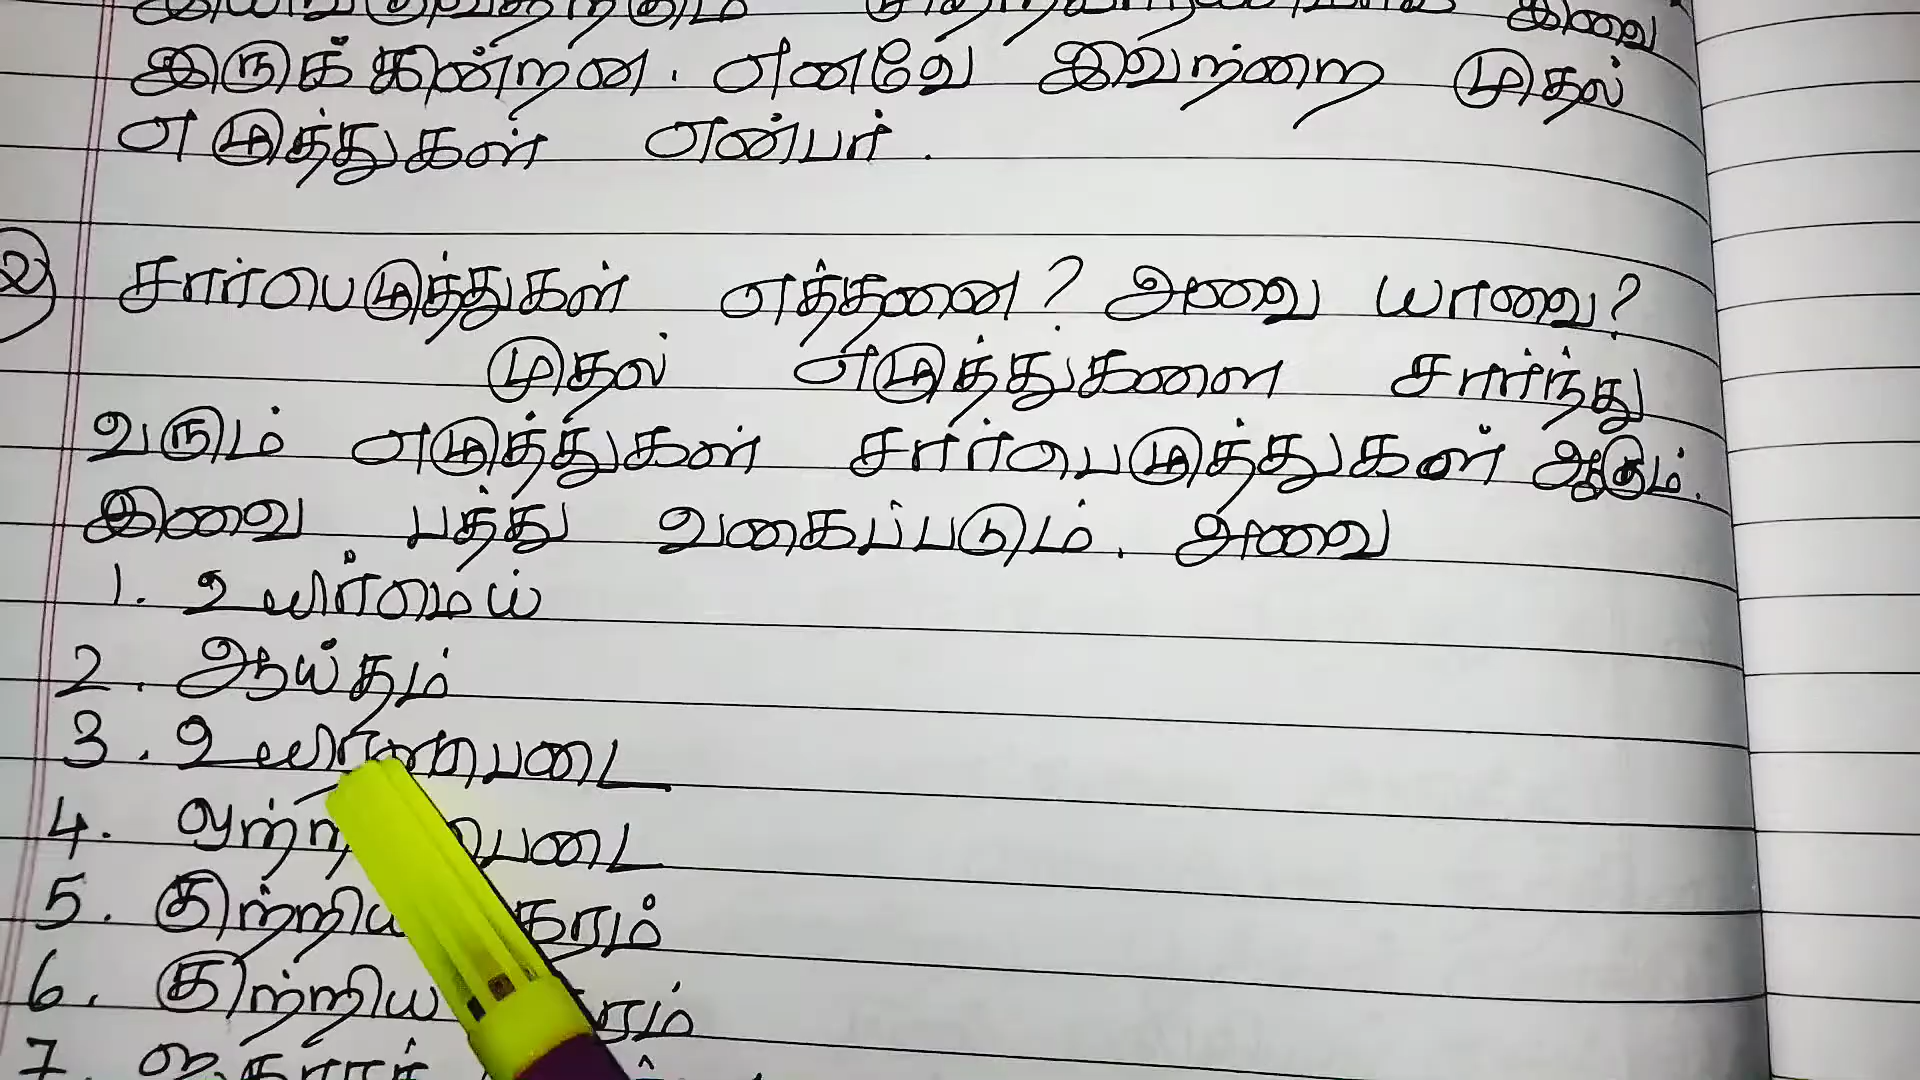 இவை
இருக்கின்றன. எனவே இவற்றை முதல்
எழுத்துகள் என்பர்.
2) சார்பெழுத்துகள் எத்தனை? அவை யாவை?
முதல் எழுத்துகளை சார்ந்து
வரும் எழுத்துகள் சார்பெழுத்துகள் ஆகும்.
இவை பத்து வகைப்படும். அவை
1. உயிர்மெய்
2. ஆய்தம்
3. உயிரளபெடை
4.
5.
6.
7.